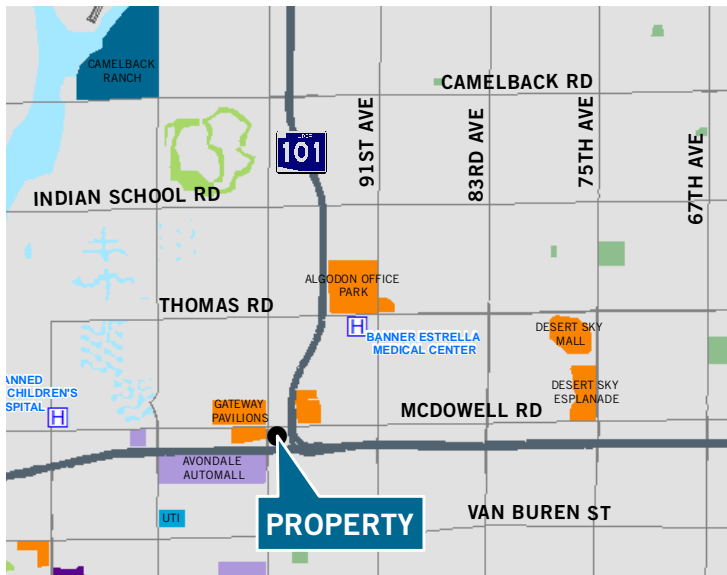 CAMELBACK
RANCH
CAMELBACK RD
LOOP
101
91ST AVE
83RD AVE
75TH AVE
67TH AVE
INDIAN SCHOOL RD
ALGODON OFFICE
PARK
THOMAS RD
H
BANNER ESTRELLA
MEDICAL CENTER
DESERT SKY
MALL
ANNED
CHILDREN'S
SPITAL
H
DESERT SKY
ESPLANADE
GATEWAY
PAVILIONS
MCDOWELL RD
AVONDALE
AUTOMALL
UTI
PROPERTY
VAN BUREN ST